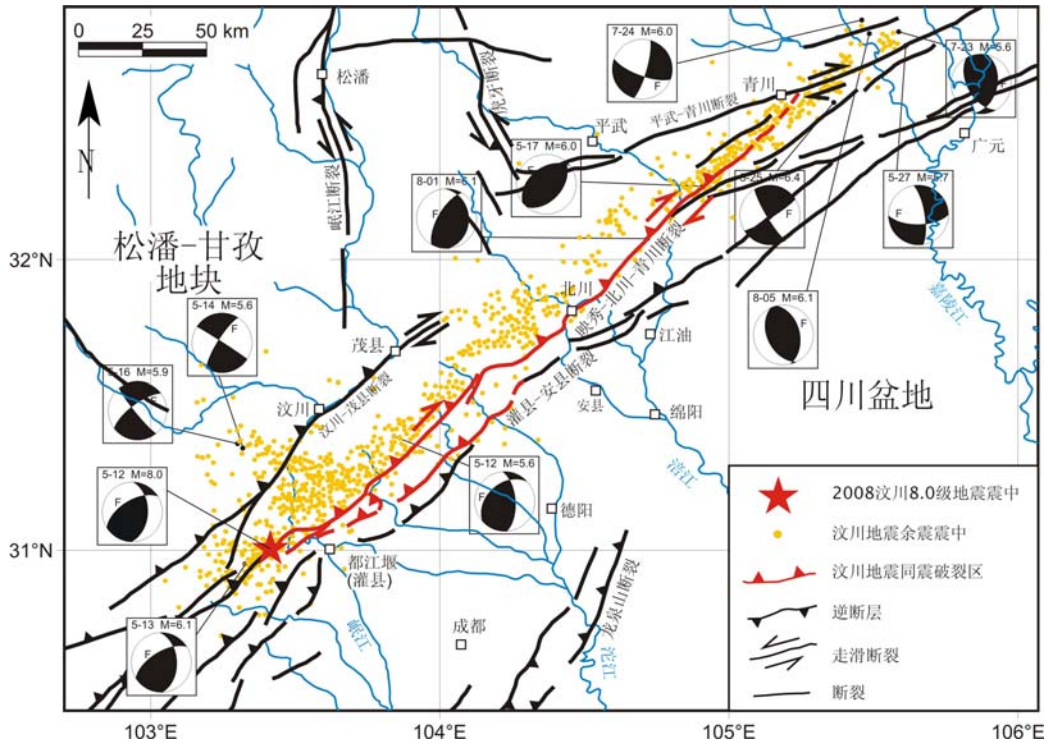 0 25 50 km
N
7-24 M=6.0
F
7-23 M=5.6
F
松潘
虎牙断裂
青川
平武
平武-青川断裂
广元
5-17 M=6.0
F
8-01 M=6.1
F
5-25 M=6.4
F
5-27 M=5.7
F
岷江断裂
松潘-甘孜
地块
32°N
5-14 M=5.6
F
北川
映秀-北川-青川断裂
嘉陵江
8-05 M=6.1
F
江油
茂县
5-16 M=5.9
F
灌县-安县断裂
安县
绵阳
四川盆地
汶川
汶川-茂县断裂
涪江
5-12 M=8.0
F
5-12 M=5.6
F
德阳
31°N
都江堰
(灌县)
龙泉山断裂
岷江
成都
沱江
5-13 M=6.1
F
2008汶川8.0级地震震中
汶川地震余震震中
汶川地震同震破裂区
逆断层
走滑断裂
断裂
103°E
104°E
105°E
106°E